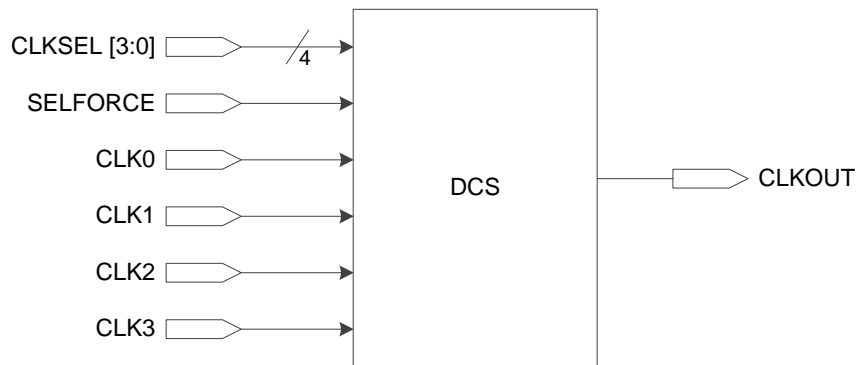 CLKSEL [3:0]
4
SELFORCE
CLK0
CLK1
DCS
CLKOUT
CLK2
CLK3